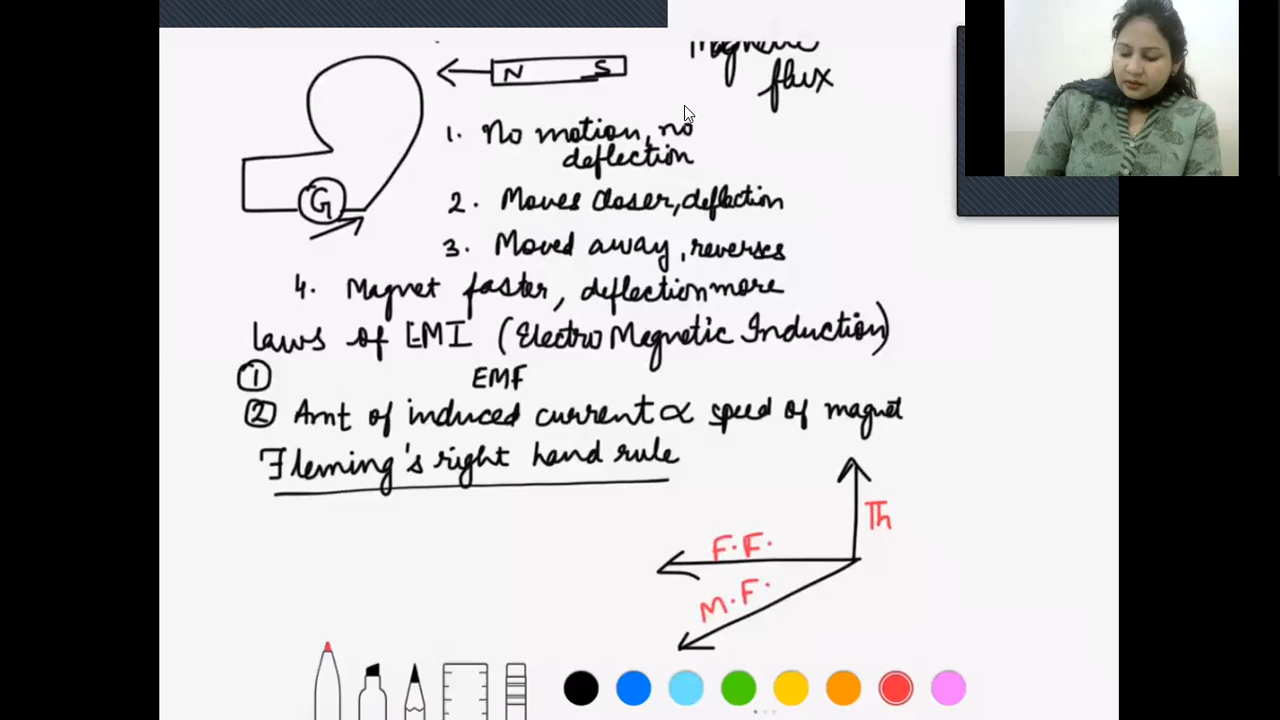 Magnetic
flux
N S
1. No motion, no
deflection
G
2. Moves closer, deflection
3. Moved away, reverses
4. Magnet faster, deflection more
Laws of EMI (Electro Magnetic Induction)
1
EMF
2 Amt of induced current ∝ speed of magnet
Fleming's right hand rule
Th
F.F.
M.F.